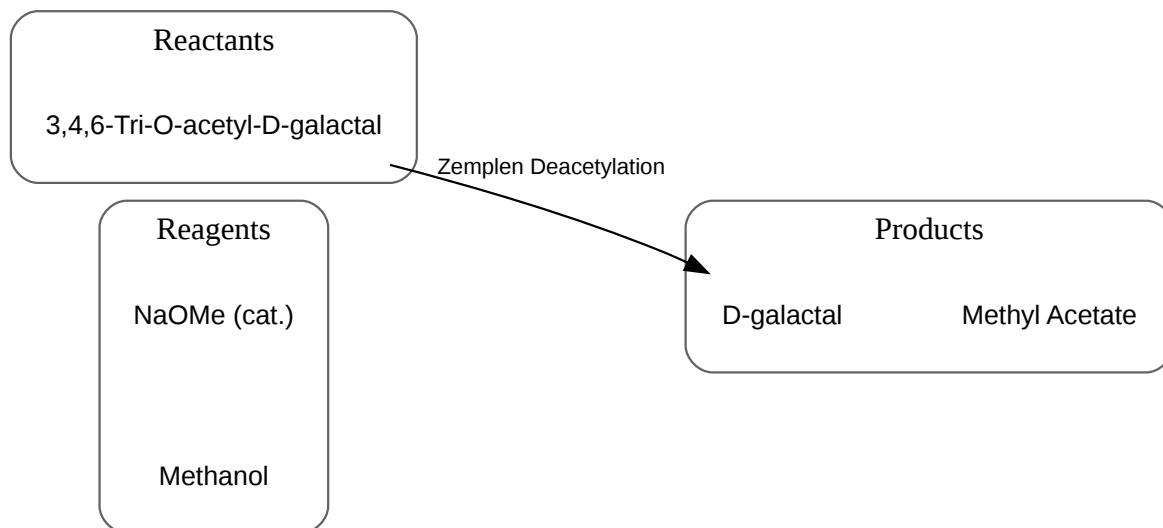 Reactants
3,4,6-Tri-O-acetyl-D-galactal
Zemplen Deacetylation
Reagents
NaOMe (cat.)
Methanol
Products
D-galactal
Methyl Acetate